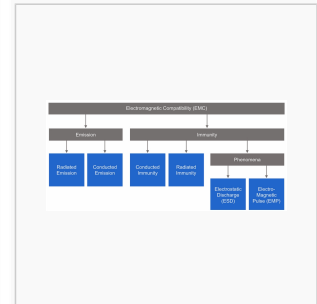 Electromagnetic Compatibility (EMC)
Emission
Immunity
Radiated
Emission
Conducted
Emission
Conducted
Immunity
Radiated
Immunity
Phenomena
Electrostatic
Discharge
(ESD)
Electro-
Magnetic
Pulse (EMP)